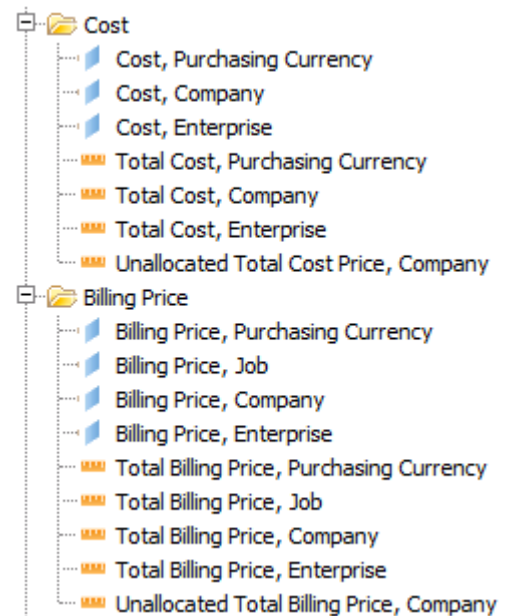 Cost
Cost, Purchasing Currency
Cost, Company
Cost, Enterprise
Total Cost, Purchasing Currency
Total Cost, Company
Total Cost, Enterprise
Unallocated Total Cost Price, Company
Billing Price
Billing Price, Purchasing Currency
Billing Price, Job
Billing Price, Company
Billing Price, Enterprise
Total Billing Price, Purchasing Currency
Total Billing Price, Job
Total Billing Price, Company
Total Billing Price, Enterprise
Unallocated Total Billing Price, Company